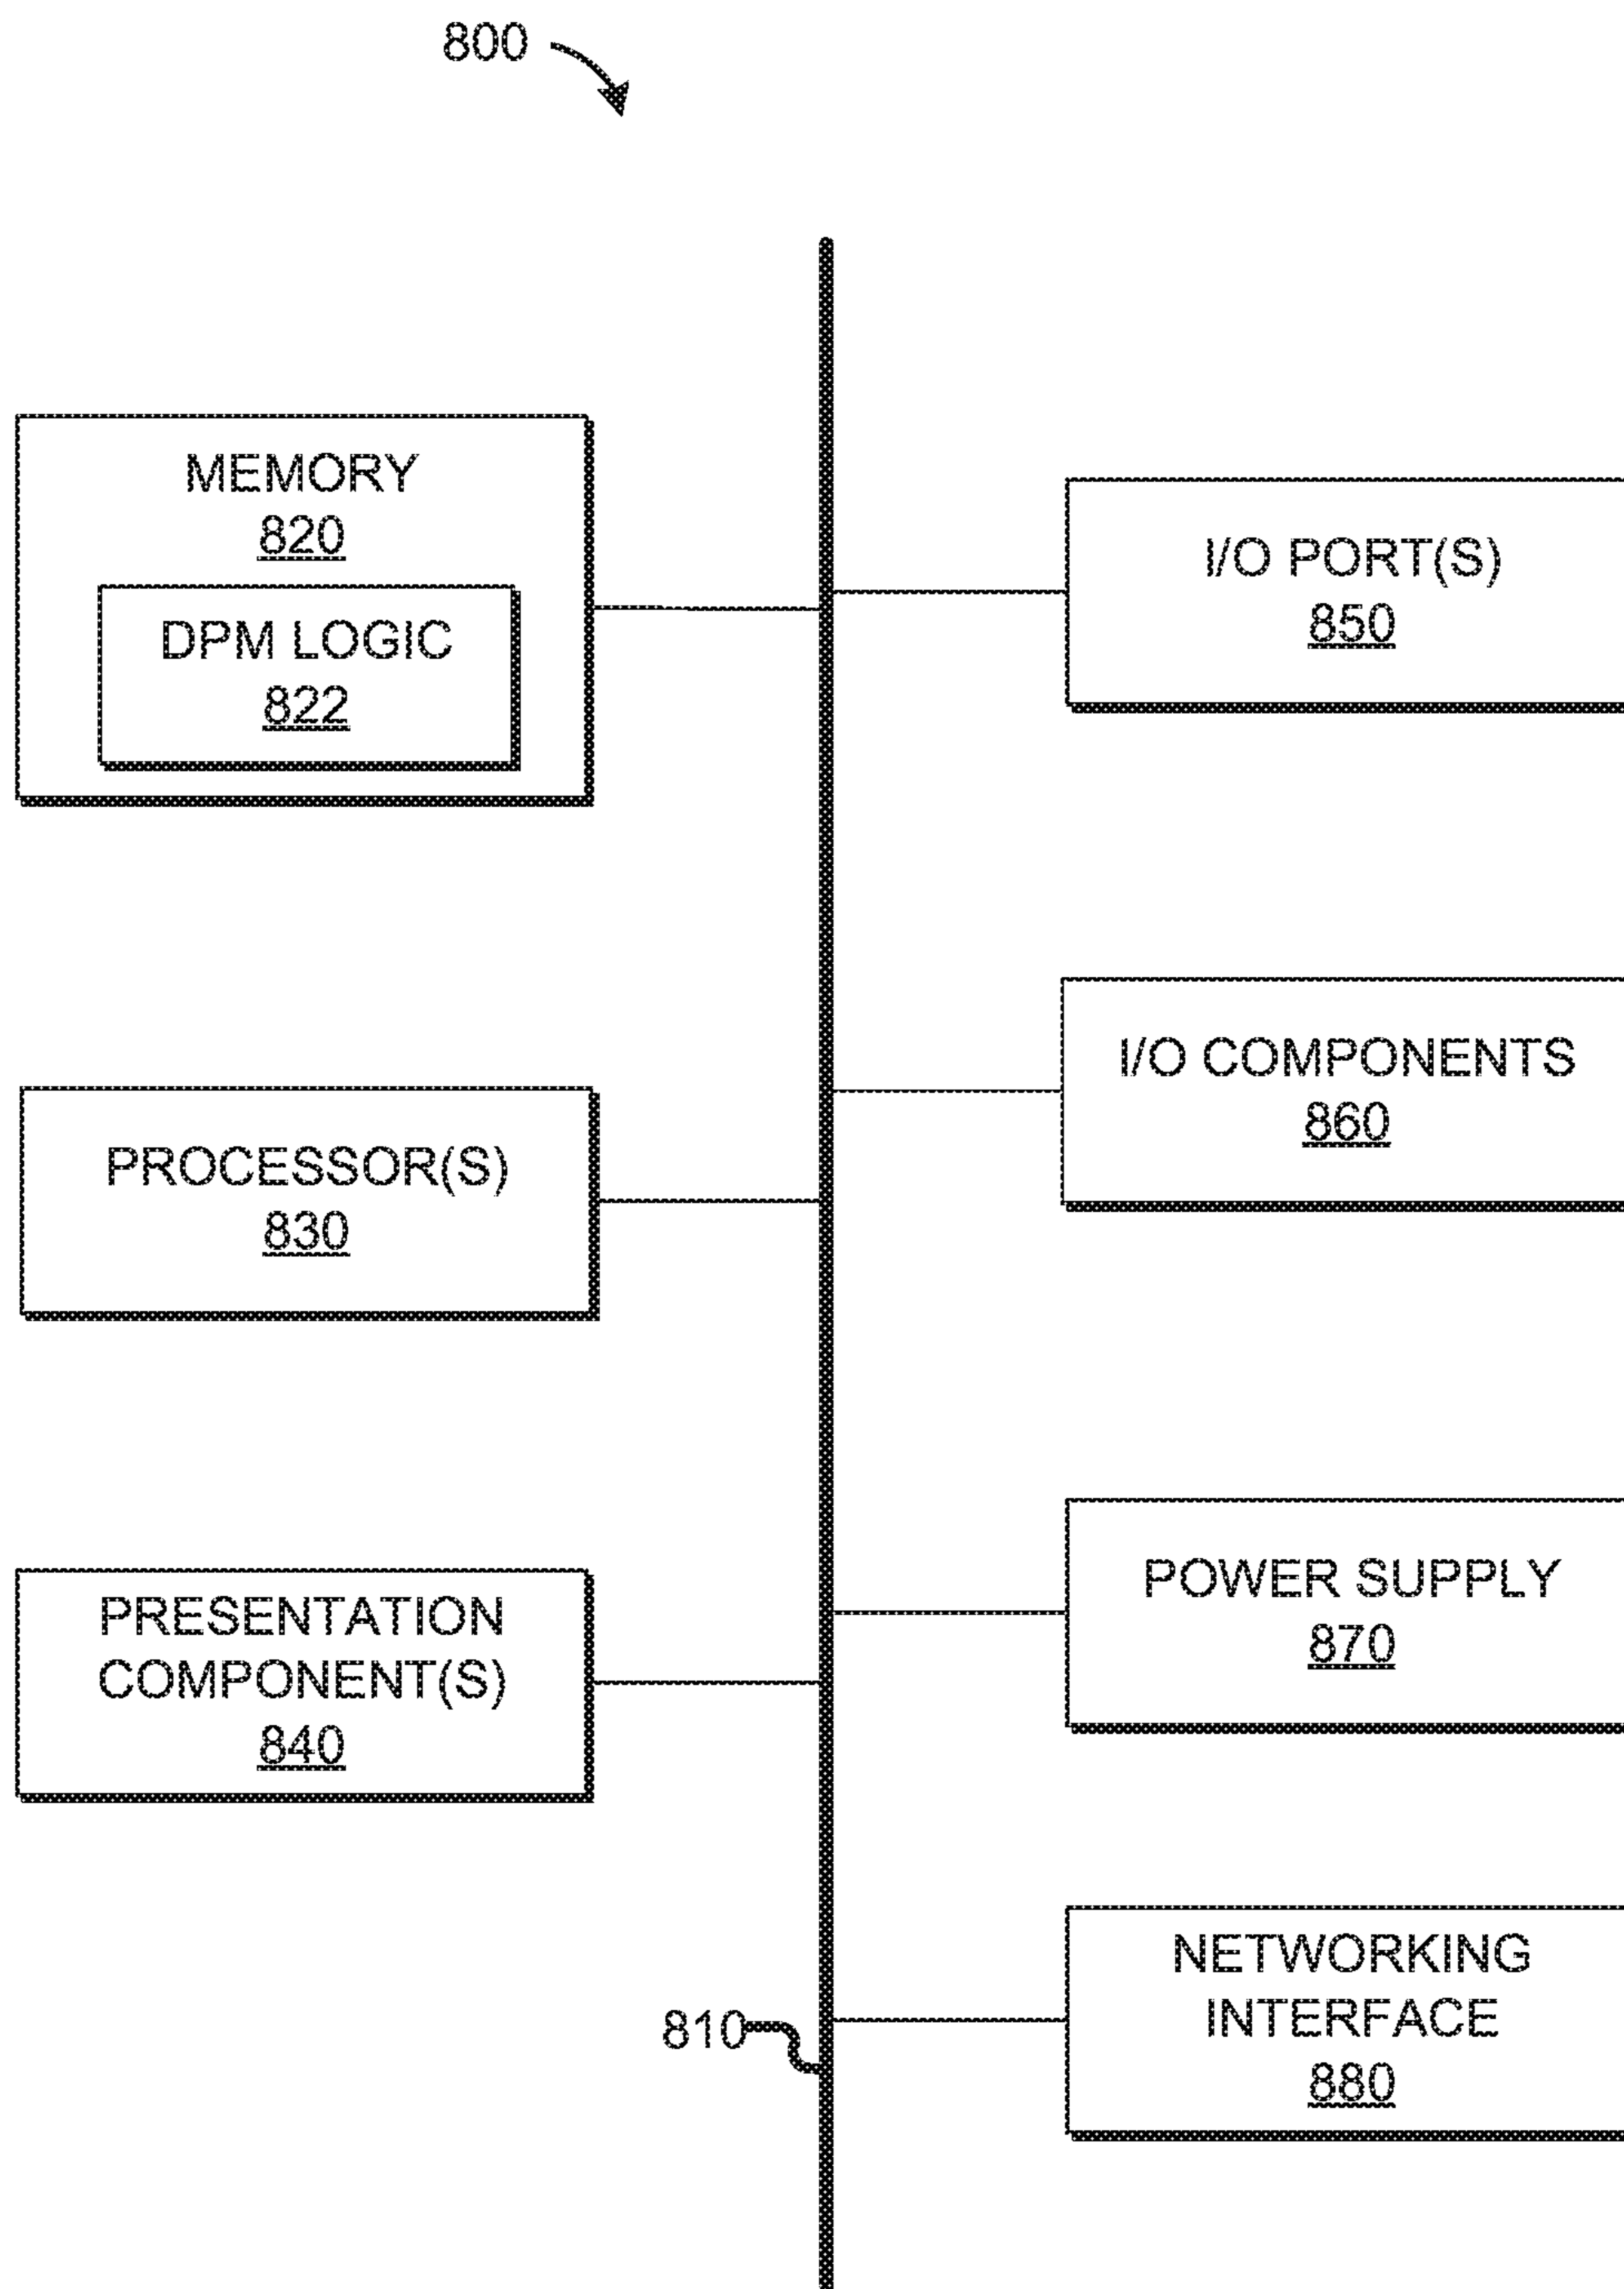 800
MEMORY
820
DPM LOGIC
822
I/O PORT(S)
850
I/O COMPONENTS
860
PROCESSOR(S)
830
POWER SUPPLY
870
PRESENTATION
COMPONENT(S)
840
NETWORKING
INTERFACE
880
810